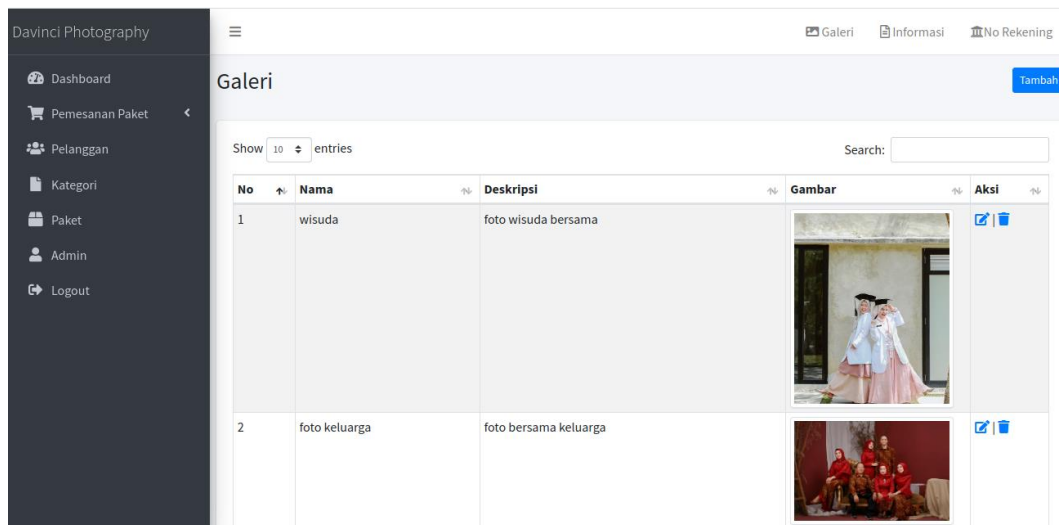 Davinci Photography
Galeri Informasi No Rekening
Dashboard
Pemesanan Paket
Pelanggan
Kategori
Paket
Admin
Logout
Galeri
Tambah
Show 10 entries
Search:
No Nama Deskripsi Gambar Aksi
1 wisuda foto wisuda bersama |
2 foto keluarga foto bersama keluarga |